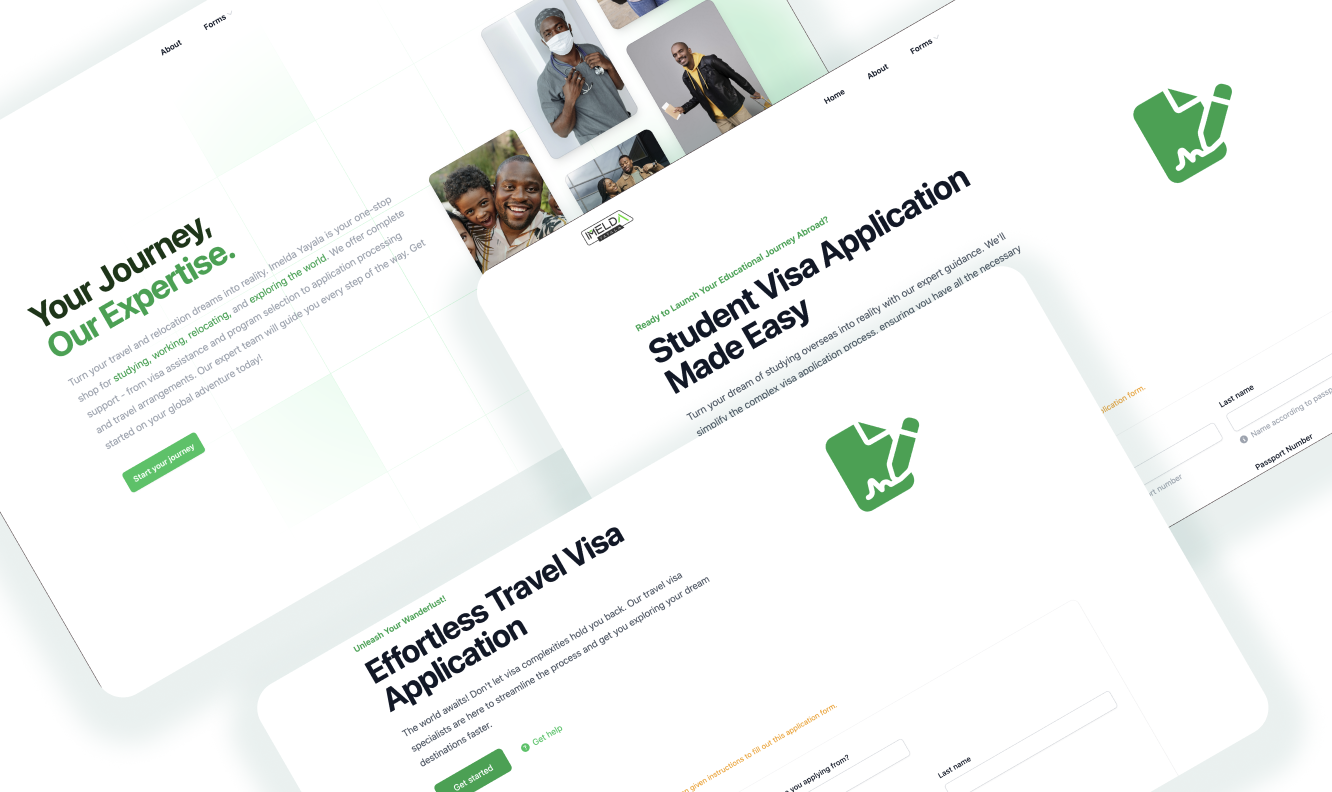 About
Forms
Your Journey,
Our Expertise.
Turn your travel and relocation dreams into reality. Imelda Yayala is your one-stop
shop for studying, working, relocating, and exploring the world. We offer complete
support - from visa assistance and program selection to application processing
and travel arrangements. Our expert team will guide you every step of the way. Get
started on your global adventure today!
Start your journey
IMELDA
Home
About
Forms
Ready to Launch Your Educational Journey Abroad?
Student Visa Application
Made Easy
Turn your dream of studying overseas into reality with our expert guidance. We'll
simplify the complex visa application process, ensuring you have all the necessary
lication form.
Last name
Name according to passp
Passport Number
rt number
Unleash Your Wanderlust!
Effortless Travel Visa
Application
The world awaits! Don't let visa complexities hold you back. Our travel visa
specialists are here to streamline the process and get you exploring your dream
destinations faster.
Get started
Get help
n given instructions to fill out this application form.
you applying from?
Last name